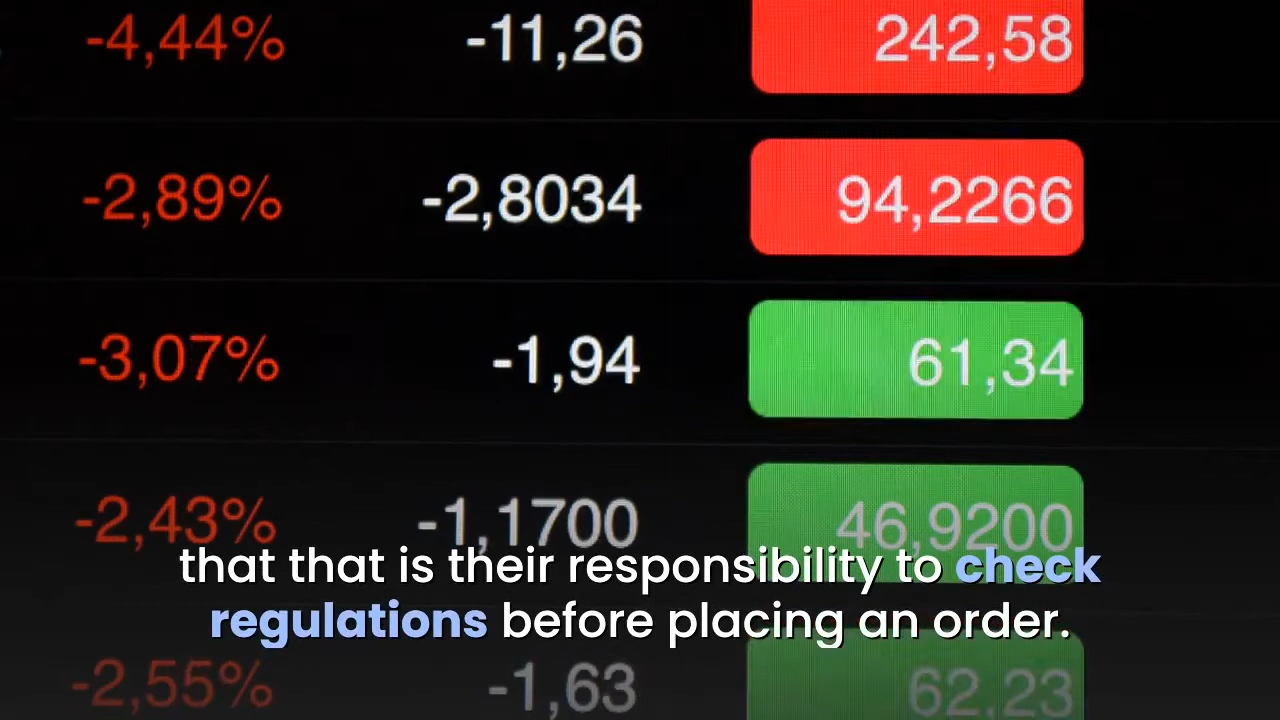 -4,44% -11,26 242,58
-2,89% -2,8034 94,2266
-3,07% -1,94 61,34
-2,43% -1,1700 46,9200
that that is their responsibility to check
regulations before placing an order.
-2,55% -1,63 62,23